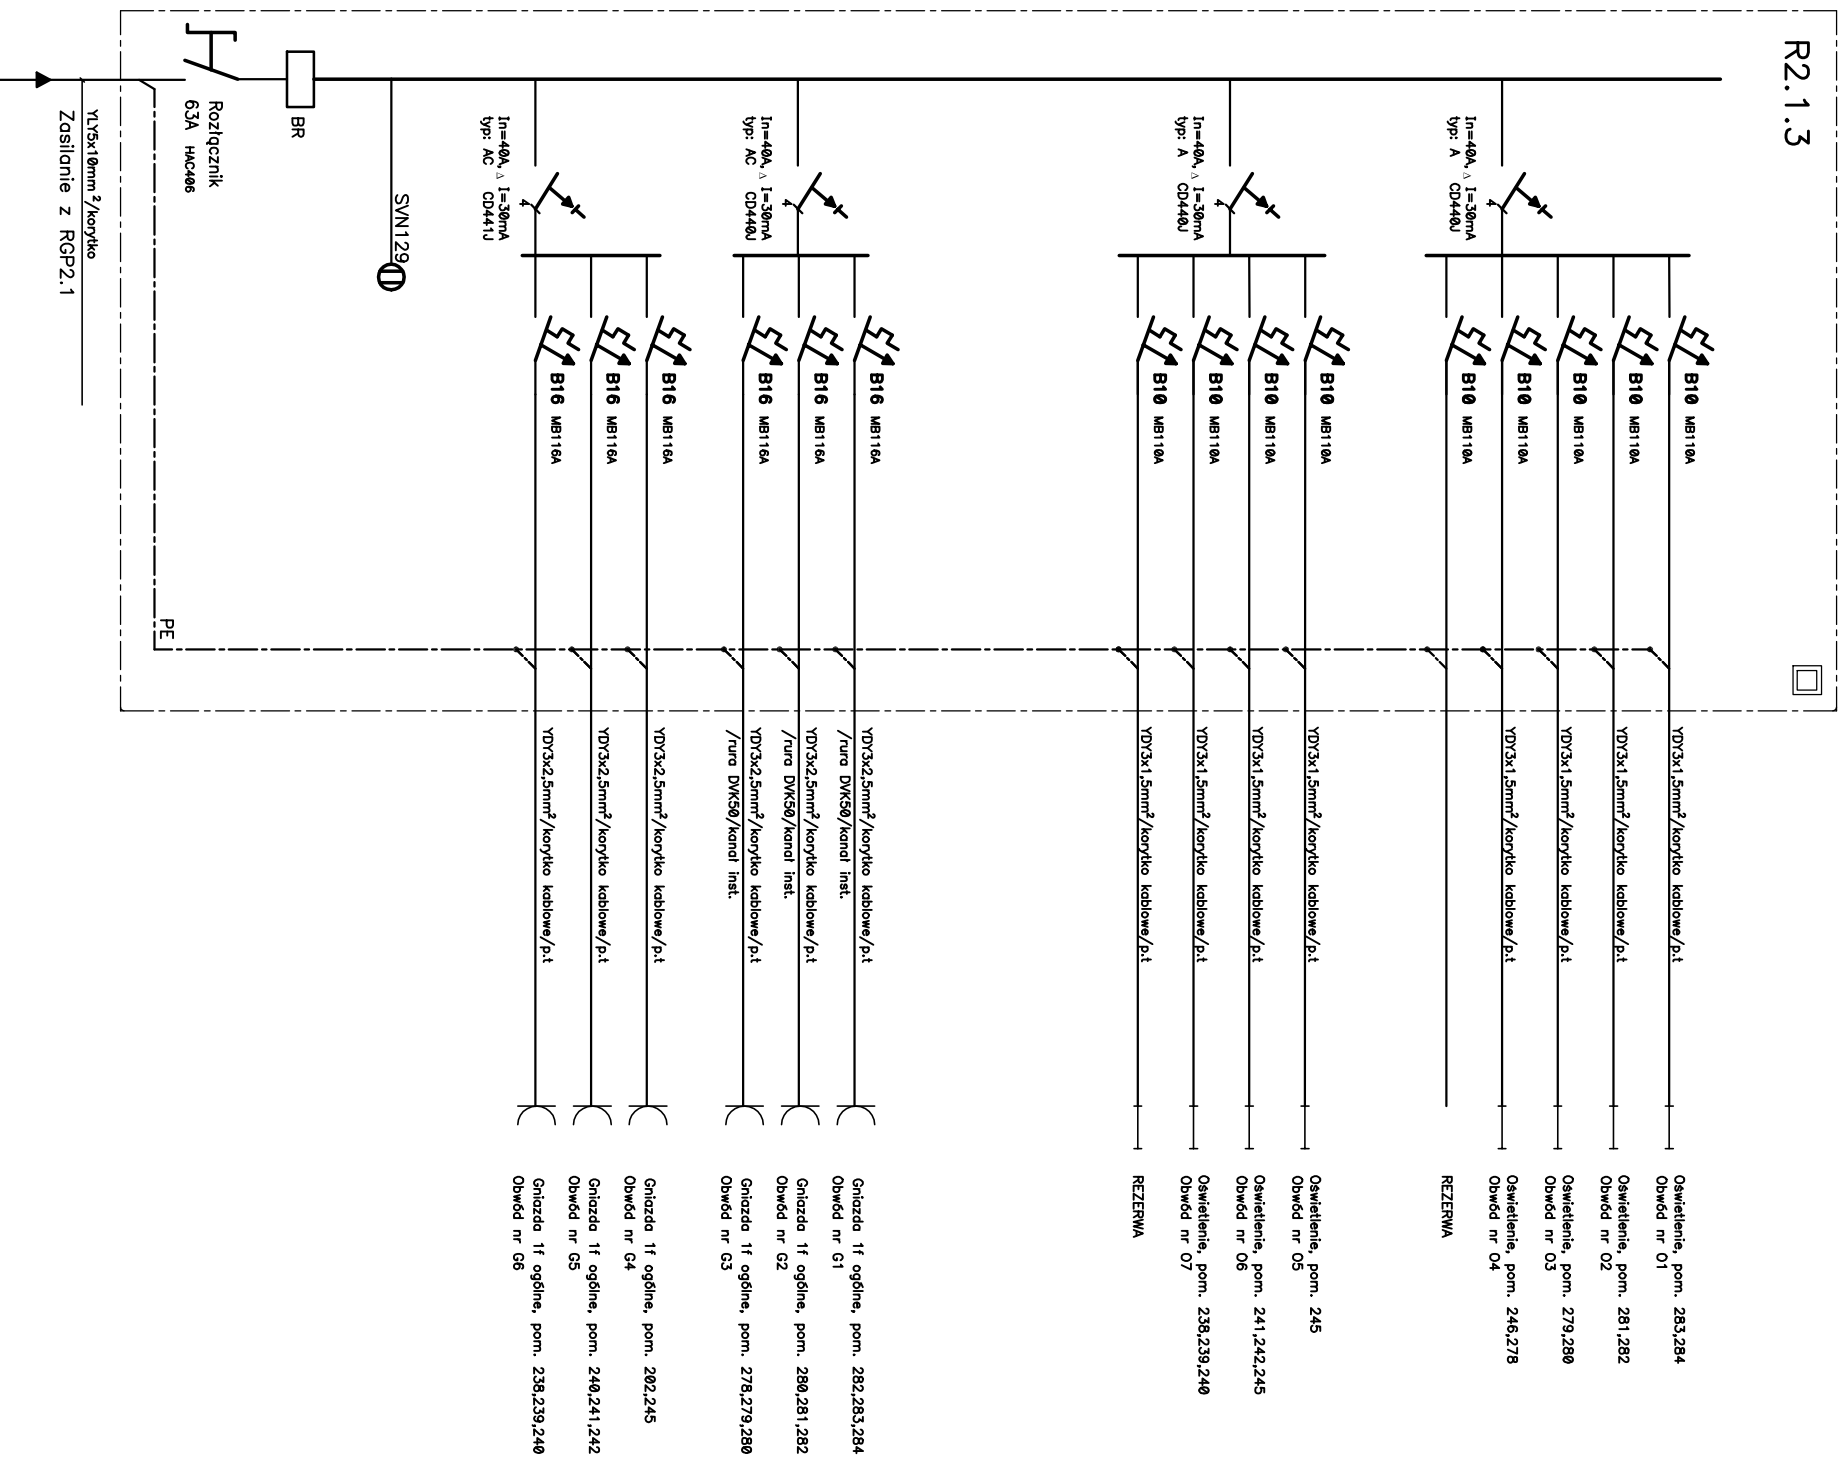 R2.1.3
In=40A, Δ I=30mA
typ: A CD440J
B10 MB110A
YDY3x1,5mm²/korytko kablowe/p.t
Oświetlenie, pom. 283,284
Obwód nr O1
B10 MB110A
YDY3x1,5mm²/korytko kablowe/p.t
Oświetlenie, pom. 281,282
Obwód nr O2
B10 MB110A
YDY3x1,5mm²/korytko kablowe/p.t
Oświetlenie, pom. 279,280
Obwód nr O3
B10 MB110A
YDY3x1,5mm²/korytko kablowe/p.t
Oświetlenie, pom. 246,278
Obwód nr O4
4
B10 MB110A
REZERWA
In=40A, Δ I=30mA
typ: A CD440J
4
B10 MB110A
YDY3x1,5mm²/korytko kablowe/p.t
Oświetlenie, pom. 245
Obwód nr O5
B10 MB110A
YDY3x1,5mm²/korytko kablowe/p.t
Oświetlenie, pom. 241,242,245
Obwód nr O6
B10 MB110A
YDY3x1,5mm²/korytko kablowe/p.t
Oświetlenie, pom. 238,239,240
Obwód nr O7
B10 MB110A
YDY3x1,5mm²/korytko kablowe/p.t
REZERWA
In=40A, Δ I=30mA
typ: AC CD440J
4
B16 MB116A
YDY3x2,5mm²/korytko kablowe/p.t
/rura DVK50/kanał inst.
Gniazda 1f ogólne, pom. 282,283,284
Obwód nr G1
B16 MB116A
YDY3x2,5mm²/korytko kablowe/p.t
/rura DVK50/kanał inst.
Gniazda 1f ogólne, pom. 280,281,282
Obwód nr G2
B16 MB116A
YDY3x2,5mm²/korytko kablowe/p.t
/rura DVK50/kanał inst.
Gniazda 1f ogólne, pom. 278,279,280
Obwód nr G3
In=40A, Δ I=30mA
typ: AC CD441J
4
B16 MB116A
YDY3x2,5mm²/korytko kablowe/p.t
Gniazda 1f ogólne, pom. 202,245
Obwód nr G4
B16 MB116A
YDY3x2,5mm²/korytko kablowe/p.t
Gniazda 1f ogólne, pom. 240,241,242
Obwód nr G5
B16 MB116A
YDY3x2,5mm²/korytko kablowe/p.t
Gniazda 1f ogólne, pom. 238,239,240
Obwód nr G6
SVN129
BR
Rozłącznik
63A HAC406
PE
YLY5x10mm²/korytko
Zasilanie z RGP2.1